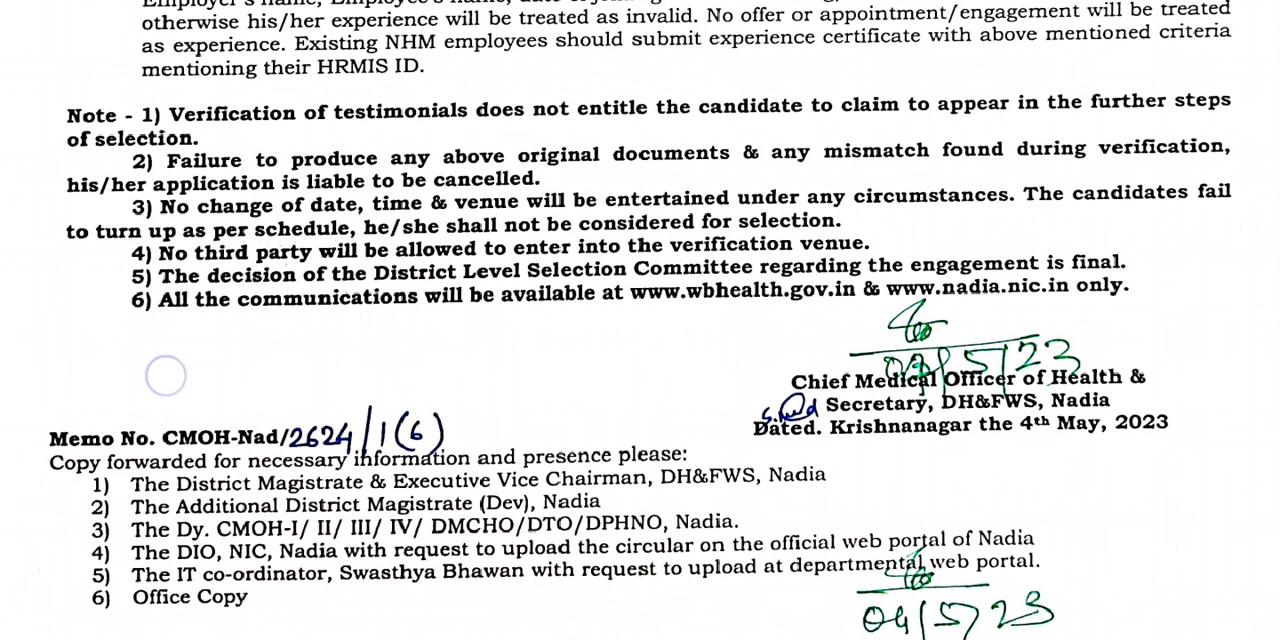 otherwise his/her experience will be treated as invalid. No offer or appointment/engagement will be treated
as experience. Existing NHM employees should submit experience certificate with above mentioned criteria
mentioning their HRMIS ID.
Note - 1) Verification of testimonials does not entitle the candidate to claim to appear in the further steps
of selection.
2) Failure to produce any above original documents & any mismatch found during verification,
his/her application is liable to be cancelled.
3) No change of date, time & venue will be entertained under any circumstances. The candidates fail
to turn up as per schedule, he/she shall not be considered for selection.
4) No third party will be allowed to enter into the verification venue.
5) The decision of the District Level Selection Committee regarding the engagement is final.
6) All the communications will be available at www.wbhealth.gov.in & www.nadia.nic.in only.
Chief Medical Officer of Health &
Secretary, DH&FWS, Nadia
Dated. Krishnanagar the 4th May, 2023
Memo No. CMOH-Nad/2624/1(6)
Copy forwarded for necessary information and presence please:
1) The District Magistrate & Executive Vice Chairman, DH&FWS, Nadia
2) The Additional District Magistrate (Dev), Nadia
3) The Dy. CMOH-I/ II/ III/ IV/ DMCHO/DTO/DPHNO, Nadia.
4) The DIO, NIC, Nadia with request to upload the circular on the official web portal of Nadia
5) The IT co-ordinator, Swasthya Bhawan with request to upload at departmental web portal.
6) Office Copy
04/5/23